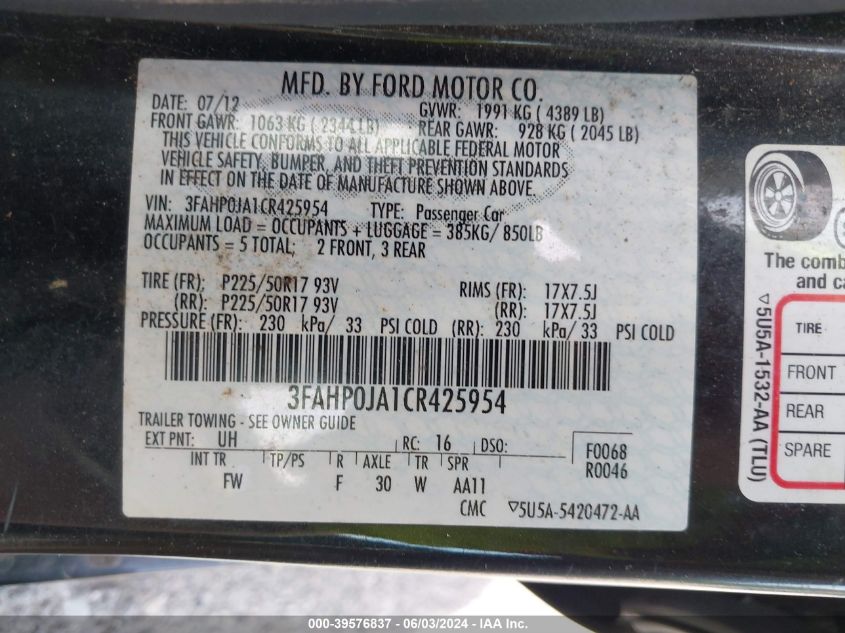 MFD. BY FORD MOTOR CO.
DATE: 07/12 GVWR: 1991 KG ( 4389 LB)
FRONT GAWR: 1063 KG ( 2344 LB) REAR GAWR: 928 KG ( 2045 LB)
THIS VEHICLE CONFORMS TO ALL APPLICABLE FEDERAL MOTOR
VEHICLE SAFETY, BUMPER, AND THEFT PREVENTION STANDARDS
IN EFFECT ON THE DATE OF MANUFACTURE SHOWN ABOVE.
VIN: 3FAHP0JA1CR425954 TYPE: Passenger Car
MAXIMUM LOAD = OCCUPANTS + LUGGAGE = 385KG/ 850LB
OCCUPANTS = 5 TOTAL; 2 FRONT, 3 REAR
TIRE (FR): P225/50R17 93V RIMS (FR): 17X7.5J
(RR): P225/50R17 93V (RR): 17X7.5J
PRESSURE (FR): 230 kPa/ 33 PSI COLD (RR): 230 kPa/ 33 PSI COLD
3FAHP0JA1CR425954
TRAILER TOWING - SEE OWNER GUIDE
EXT PNT: UH RC: 16 DSO: F0068
R0046
INT TR TP/PS R AXLE TR SPR
FW F 30 W AA11
CMC ▽5U5A-5420472-AA
The comb
and ca
TIRE
FRONT
REAR
SPARE
▽5U5A-1532-AA (TLU)
000-39576837 - 06/03/2024 - IAA Inc.